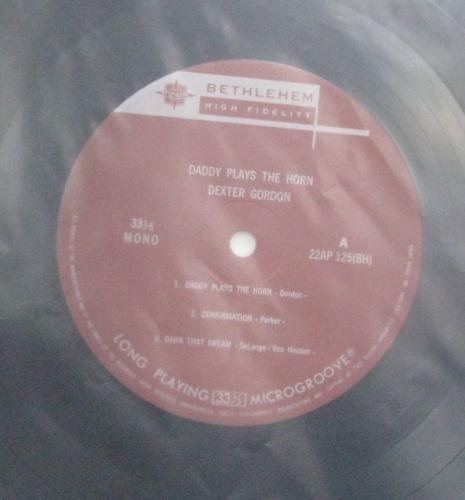 BETHLEHEM
HIGH FIDELITY
DADDY PLAYS THE HORN
DEXTER GORDON
33⅓
MONO
A
22AP 125(BH)
1. DADDY PLAYS THE HORN - Gordon -
2. CONFIRMATION - Parker -
3. DARN THAT DREAM - DeLange - Van Heusen -
LONG PLAYING 33⅓ MICROGROOVE®